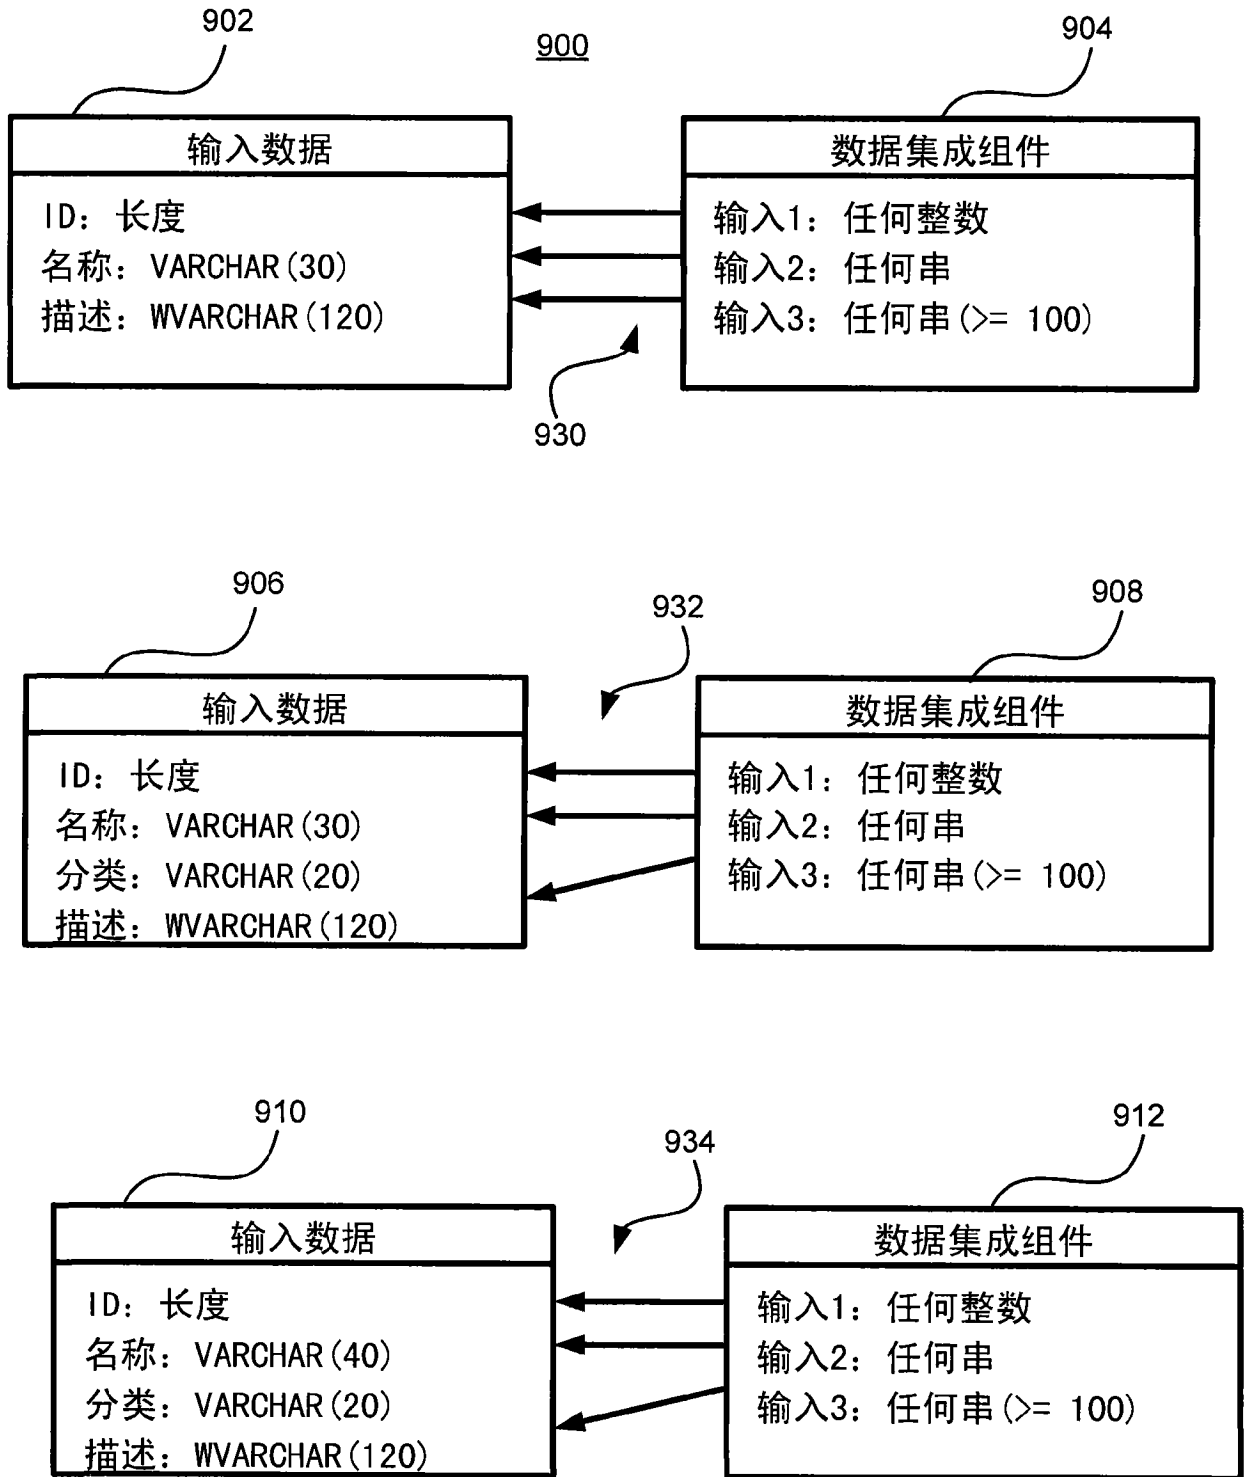 902
900
904
输入数据
数据集成组件
ID: 长度
名称: VARCHAR(30)
描述: WVARCHAR(120)
输入1: 任何整数
输入2: 任何串
输入3: 任何串(>= 100)
930
906
932
908
输入数据
数据集成组件
ID: 长度
名称: VARCHAR(30)
分类: VARCHAR(20)
描述: WVARCHAR(120)
输入1: 任何整数
输入2: 任何串
输入3: 任何串(>= 100)
910
934
912
输入数据
数据集成组件
ID: 长度
名称: VARCHAR(40)
分类: VARCHAR(20)
描述: WVARCHAR(120)
输入1: 任何整数
输入2: 任何串
输入3: 任何串(>= 100)